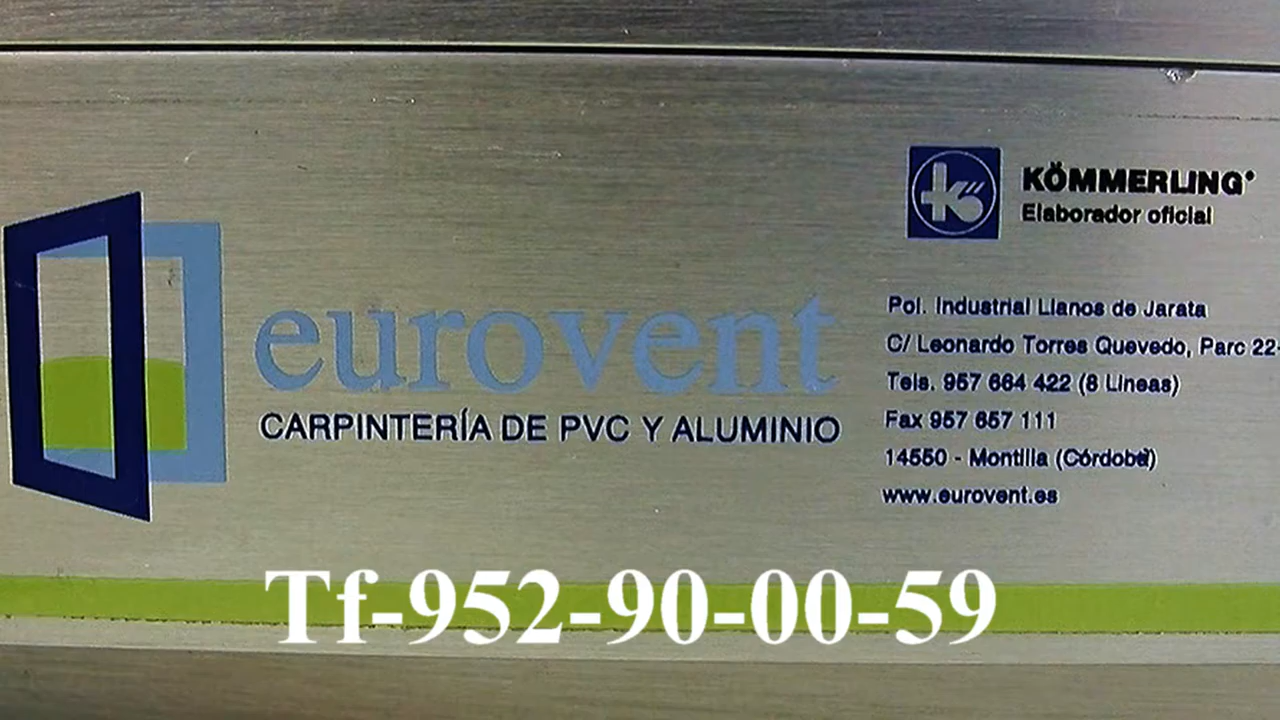 KÖMMERLING®
Elaborador oficial
eurovent
CARPINTERÍA DE PVC Y ALUMINIO
Pol. Industrial Llanos de Jarata
C/ Leonardo Torres Quevedo, Parc 22-
Tels. 957 664 422 (8 Lineas)
Fax 957 657 111
14550 - Montilla (Córdoba)
www.eurovent.es
Tf-952-90-00-59